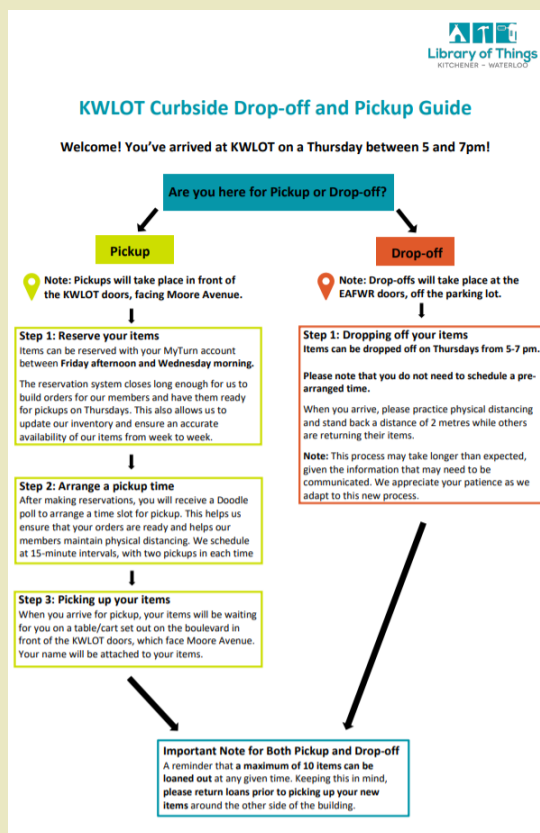 Library of Things
KITCHENER – WATERLOO
KWLOT Curbside Drop-off and Pickup Guide
Welcome! You've arrived at KWLOT on a Thursday between 5 and 7pm!
Are you here for Pickup or Drop-off?
Pickup
Note: Pickups will take place in front of
the KWLOT doors, facing Moore Avenue.
Step 1: Reserve your items
Items can be reserved with your MyTurn account
between Friday afternoon and Wednesday morning.
The reservation system closes long enough for us to
build orders for our members and have them ready
for pickups on Thursdays. This also allows us to
update our inventory and ensure an accurate
availability of our items from week to week.
Step 2: Arrange a pickup time
After making reservations, you will receive a Doodle
poll to arrange a time slot for pickup. This helps us
ensure that your orders are ready and helps our
members maintain physical distancing. We schedule
at 15-minute intervals, with two pickups in each time
Step 3: Picking up your items
When you arrive for pickup, your items will be waiting
for you on a table/cart set out on the boulevard in
front of the KWLOT doors, which face Moore Avenue.
Your name will be attached to your items.
Drop-off
Note: Drop-offs will take place at the
EAFWR doors, off the parking lot.
Step 1: Dropping off your items
Items can be dropped off on Thursdays from 5-7 pm.
Please note that you do not need to schedule a pre-
arranged time.
When you arrive, please practice physical distancing
and stand back a distance of 2 metres while others
are returning their items.
Note: This process may take longer than expected,
given the information that may need to be
communicated. We appreciate your patience as we
adapt to this new process.
Important Note for Both Pickup and Drop-off
A reminder that a maximum of 10 items can be
loaned out at any given time. Keeping this in mind,
please return loans prior to picking up your new
items around the other side of the building.